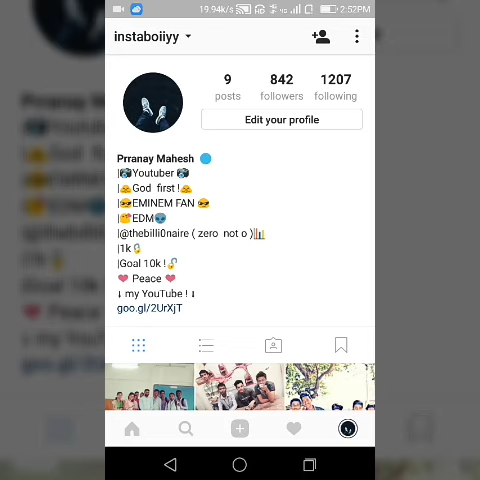 19.94k/s 4G 2:52PM
instaboiiyy
9 842 1207
posts followers following
Edit your profile
Prranay Mahesh
|📷Youtuber 📷
|🙏God first !🙏
|😎EMINEM FAN 😎
|🥳EDM👽
|@thebilli0naire ( zero not o )📊
|1k🔓
|Goal 10k !🔓
❤ Peace ❤
↓ my YouTube ! ↓
goo.gl/2UrXjT